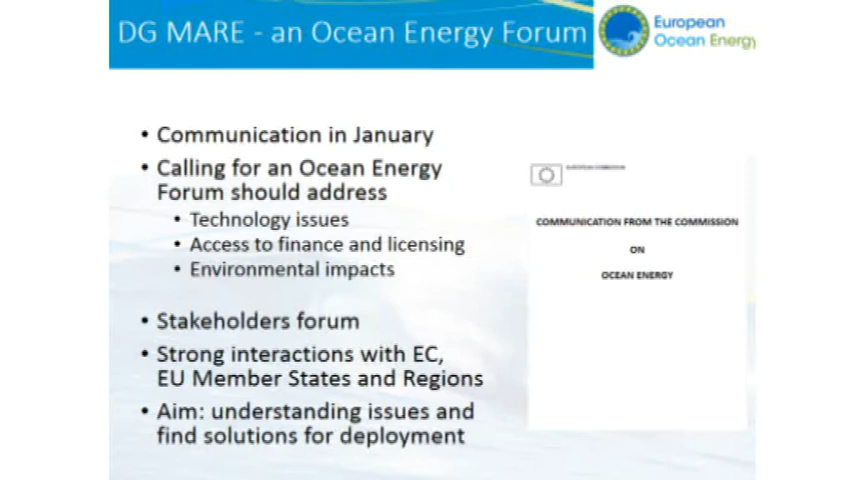 DG MARE - an Ocean Energy Forum
European
Ocean Energy
• Communication in January
• Calling for an Ocean Energy
Forum should address
• Technology issues
• Access to finance and licensing
• Environmental impacts
• Stakeholders forum
• Strong interactions with EC,
EU Member States and Regions
• Aim: understanding issues and
find solutions for deployment
EUROPEAN COMMISSION
COMMUNICATION FROM THE COMMISSION
ON
OCEAN ENERGY